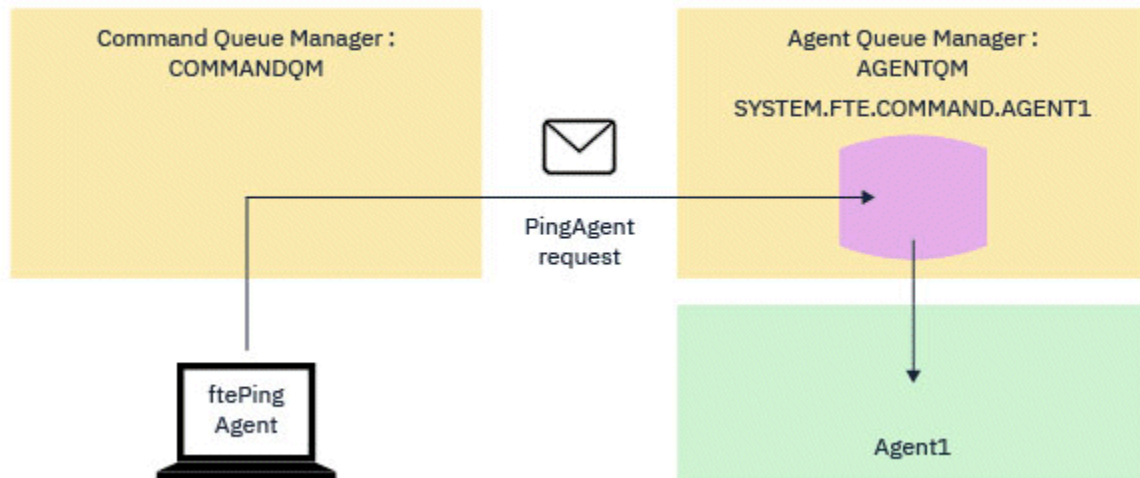 Command Queue Manager :
COMMANDQM
Agent Queue Manager :
AGENTQM
SYSTEM.FTE.COMMAND.AGENT1
PingAgent
request
ftePing
Agent
Agent1